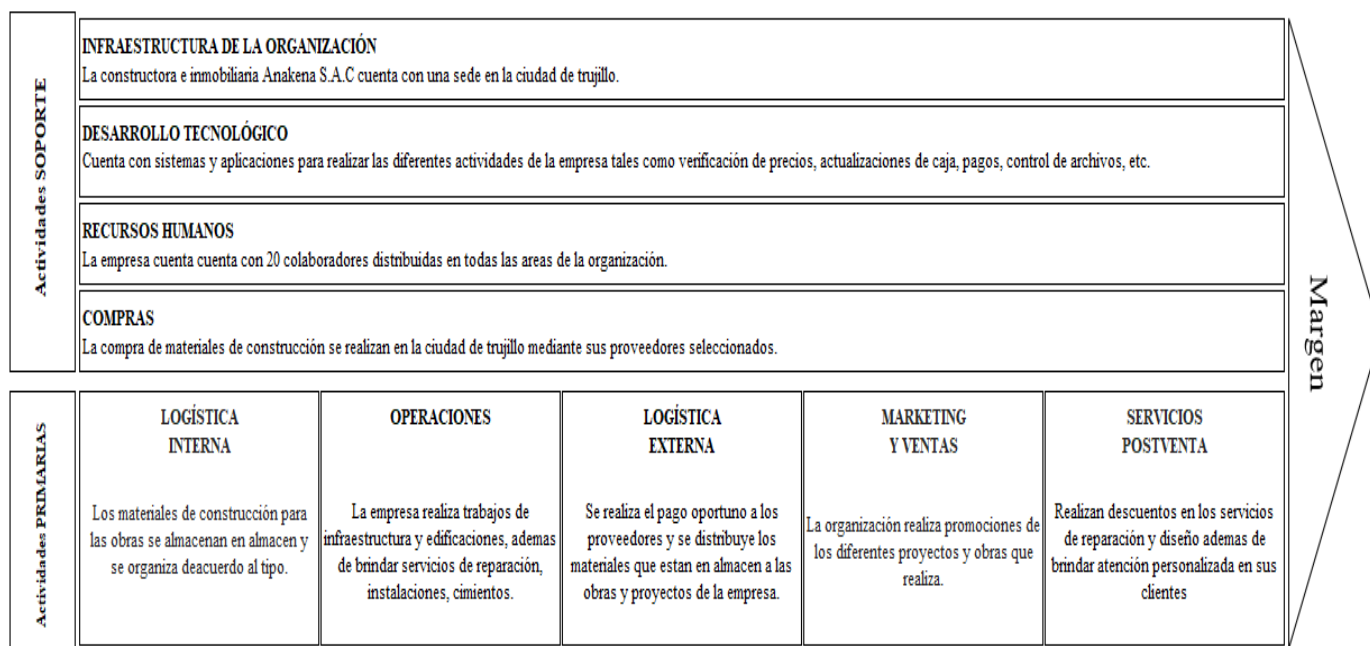 Actividades SOPORTE
INFRAESTRUCTURA DE LA ORGANIZACIÓN
La constructora e inmobiliaria Anakena S.A.C cuenta con una sede en la ciudad de trujillo.
DESARROLLO TECNOLÓGICO
Cuenta con sistemas y aplicaciones para realizar las diferentes actividades de la empresa tales como verificación de precios, actualizaciones de caja, pagos, control de archivos, etc.
RECURSOS HUMANOS
La empresa cuenta cuenta con 20 colaboradores distribuidas en todas las areas de la organización.
COMPRAS
La compra de materiales de construcción se realizan en la ciudad de trujillo mediante sus proveedores seleccionados.
Margen
Actividades PRIMARIAS
LOGÍSTICA
INTERNA
Los materiales de construcción para
las obras se almacenan en almacen y
se organiza deacuerdo al tipo.
OPERACIONES
La empresa realiza trabajos de
infraestructura y edificaciones, ademas
de brindar servicios de reparación,
instalaciones, cimientos.
LOGÍSTICA
EXTERNA
Se realiza el pago oportuno a los
proveedores y se distribuye los
materiales que estan en almacen a las
obras y proyectos de la empresa.
MARKETING
Y VENTAS
La organización realiza promociones de
los diferentes proyectos y obras que
realiza.
SERVICIOS
POSTVENTA
Realizan descuentos en los servicios
de reparación y diseño ademas de
brindar atención personalizada en sus
clientes